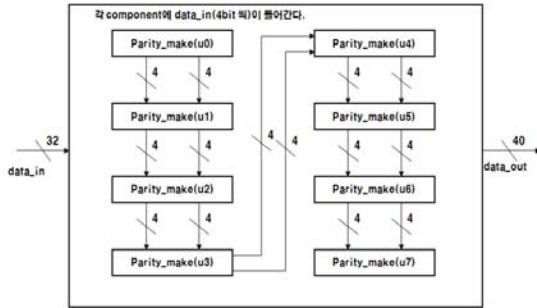 각 component에 data_in(4bit 씩)이 들어간다.
Parity_make(u0)
4 4
Parity_make(u1)
4 4
Parity_make(u2)
4 4
Parity_make(u3)
4 4
Parity_make(u4)
4 4
Parity_make(u5)
4 4
Parity_make(u6)
4 4
Parity_make(u7)
32
data_in
40
data_out